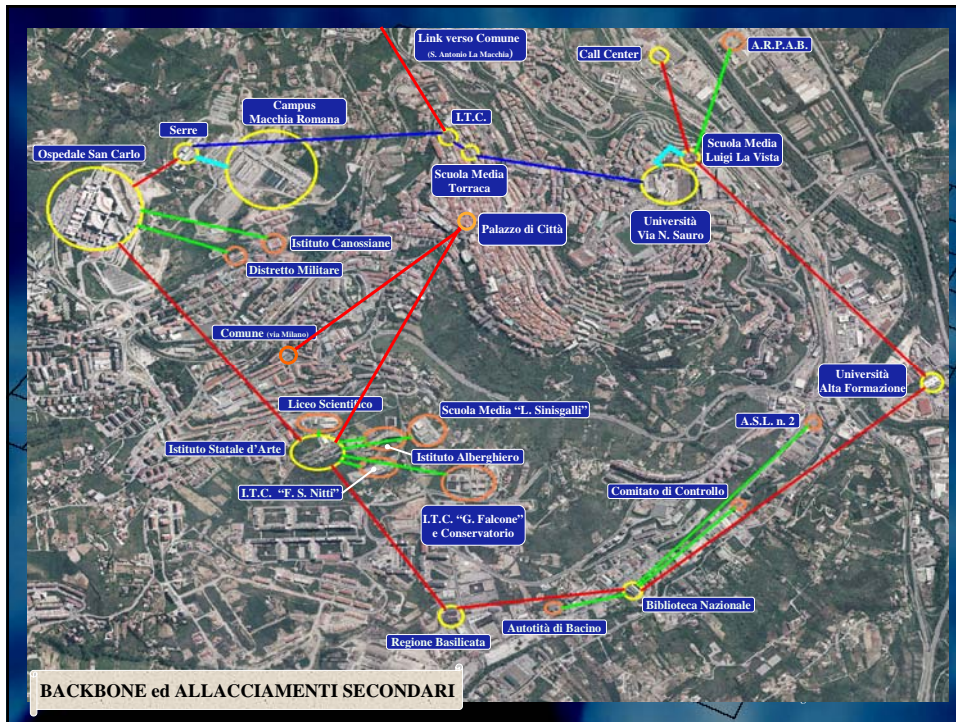 Link verso Comune
(S. Antonio La Macchia)
A.R.P.A.B.
Call Center
Campus
Macchia Romana
I.T.C.
Serre
Ospedale San Carlo
Scuola Media
Luigi La Vista
Scuola Media
Torraca
Università
Via N. Sauro
Palazzo di Città
Istituto Canossiane
Distretto Militare
Comune (via Milano)
Università
Alta Formazione
Liceo Scientifico
Scuola Media “L. Sinisgalli”
A.S.L. n. 2
Istituto Statale d’Arte
Istituto Alberghiero
I.T.C. “F. S. Nitti”
Comitato di Controllo
I.T.C. “G. Falcone”
e Conservatorio
Biblioteca Nazionale
Autotità di Bacino
Regione Basilicata
BACKBONE ed ALLACCIAMENTI SECONDARI